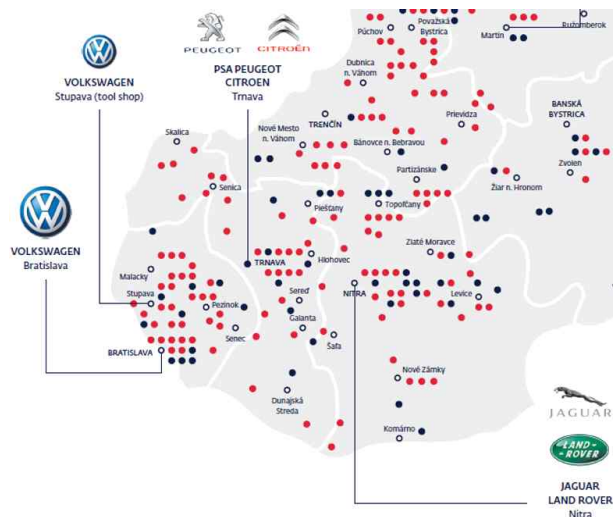 PEUGEOT
CITROËN
VOLKSWAGEN
Stupava (tool shop)
PSA PEUGEOT
CITROEN
Trnava
Považská
Bystrica
Púchov
Martin
Ružomberok
Dubnica
n. Váhom
TRENČÍN
Prievidza
BANSKÁ
BYSTRICA
Skalica
Nové Mesto
n. Váhom
Bánovce n. Bebravou
Zvolen
Partizánske
Žiar n. Hronom
Senica
Piešťany
Topoľčany
VOLKSWAGEN
Bratislava
Zlaté Moravce
Hlohovec
TRNAVA
Malacky
Stupava
Sereď
NITRA
Levice
Pezinok
Galanta
Senec
Šaľa
BRATISLAVA
Nové Zámky
Dunajská
Streda
Komárno
JAGUAR
LAND-
ROVER
JAGUAR
LAND ROVER
Nitra